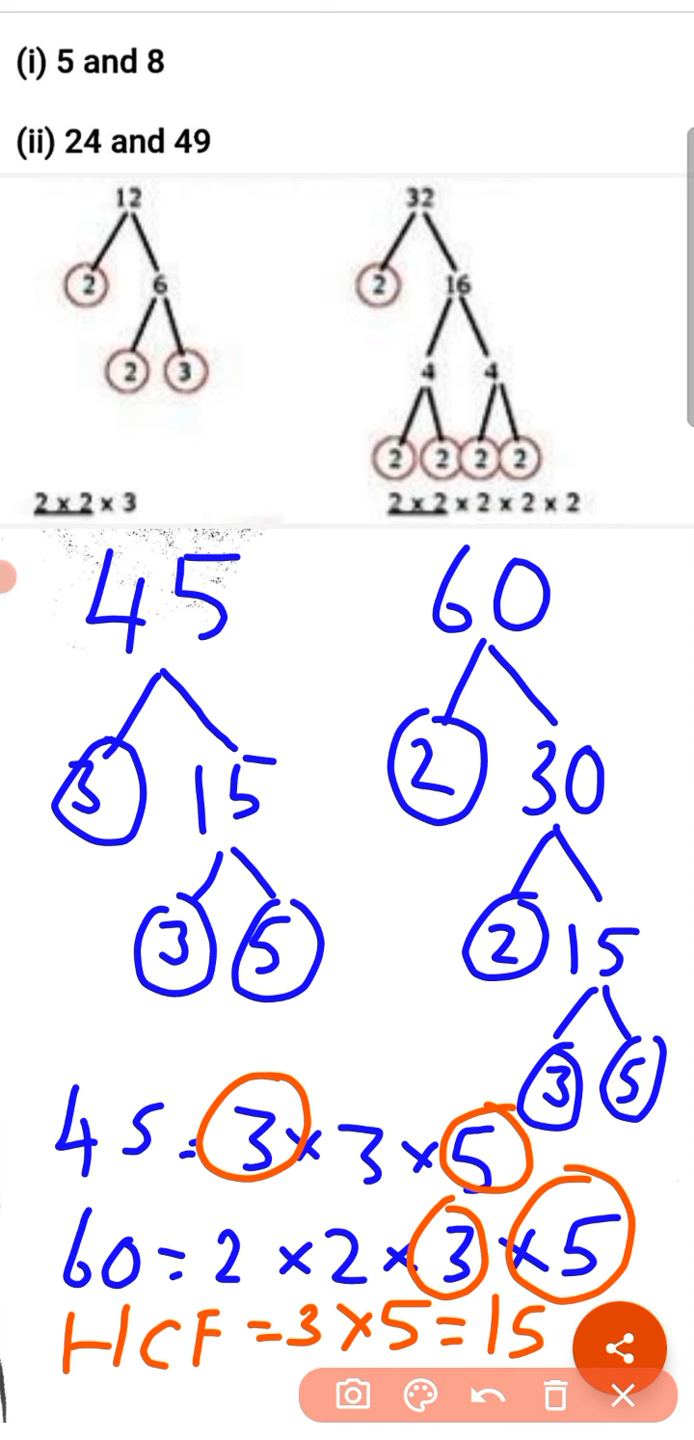 (i) 5 and 8
(ii) 24 and 49
12 32
2 6 2 16
2 3 4 4
2 2 2 2
2 x 2 x 3 2 x 2 x 2 x 2 x 2
45 60
3 15 2 30
3 5 2 15
3 5
45 = 3 × 3 × 5
60 = 2 × 2 × 3 × 5
HCF = 3 × 5 = 15